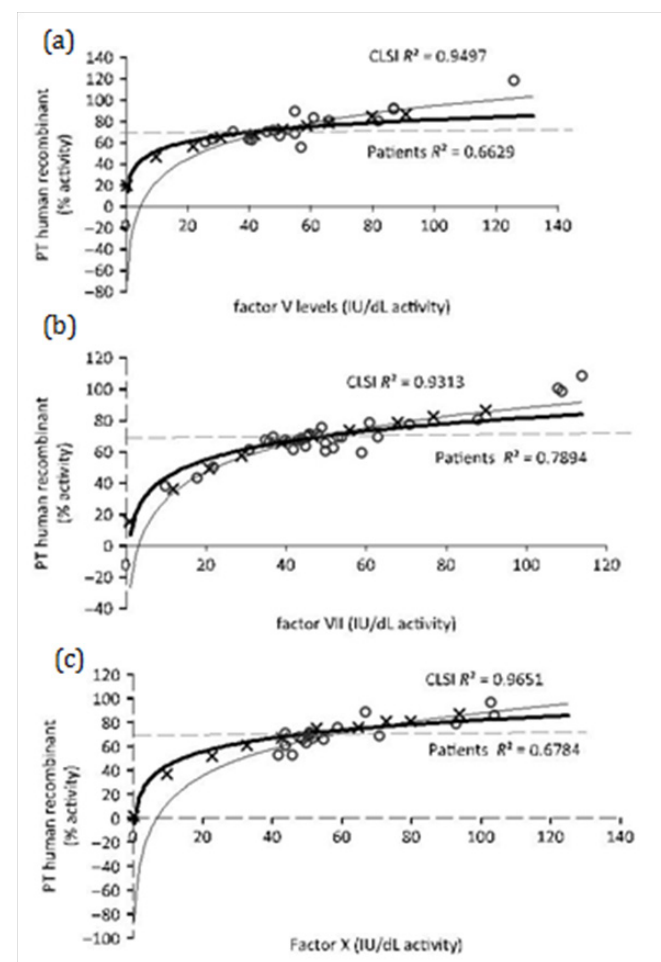 (a)
140
120
CLSI R² = 0.9497
100
80
60
Patients R² = 0.6629
40
20
0
0 20 40 60 80 100 120 140
−20
−40
−60
−80
PT human recombinant
(% activity)
factor V levels (IU/dL activity)
(b)
120
100
CLSI R² = 0.9313
80
60
Patients R² = 0.7894
40
20
0
0 20 40 60 80 100 120
−20
−40
PT human recombinant
(% activity)
factor VII (IU/dL activity)
(c)
120
CLSI R² = 0.9651
100
80
60
Patients R² = 0.6784
40
20
0
0 20 40 60 80 100 120 140
−20
−40
−60
−80
−100
PT human recombinant
(% activity)
Factor X (IU/dL activity)